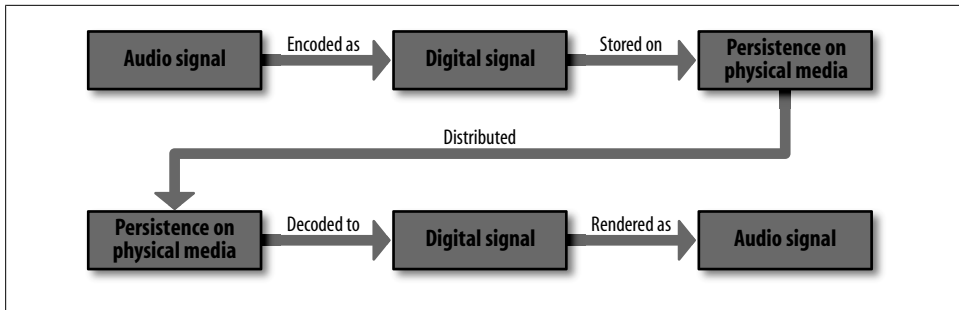 Audio signal
Encoded as
Digital signal
Stored on
Persistence on
physical media
Distributed
Persistence on
physical media
Decoded to
Digital signal
Rendered as
Audio signal